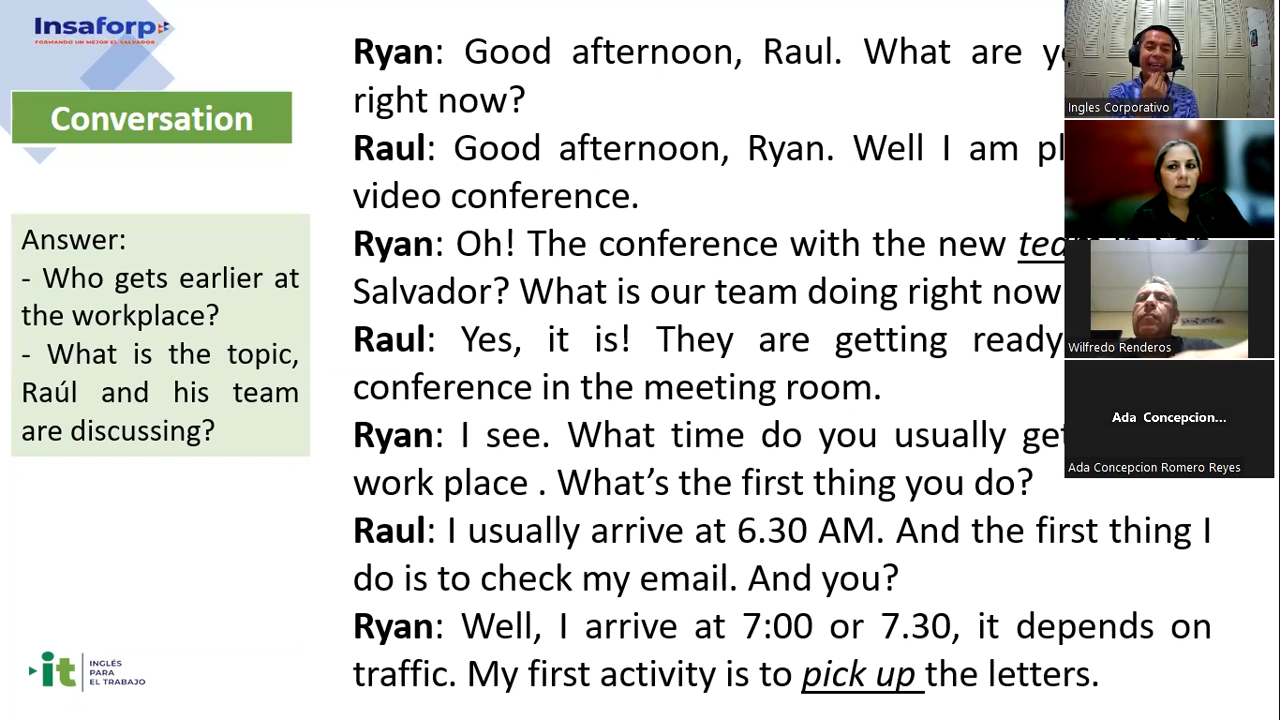 Insaforp
FORMANDO UN MEJOR EL SALVADOR
Conversation
Answer:
- Who gets earlier at
the workplace?
- What is the topic,
Raúl and his team
are discussing?
Ryan: Good afternoon, Raul. What are
right now?
Raul: Good afternoon, Ryan. Well I am
video conference.
Ryan: Oh! The conference with the new
Salvador? What is our team doing right now
Raul: Yes, it is! They are getting ready
conference in the meeting room.
Ryan: I see. What time do you usually
work place . What's the first thing you do?
Raul: I usually arrive at 6.30 AM. And the first thing I
do is to check my email. And you?
Ryan: Well, I arrive at 7:00 or 7.30, it depends on
traffic. My first activity is to pick up the letters.
it
INGLÉS
PARA
EL TRABAJO
Ingles Corporativo
Wilfredo Renderos
Ada Concepcion...
Ada Concepcion Romero Reyes